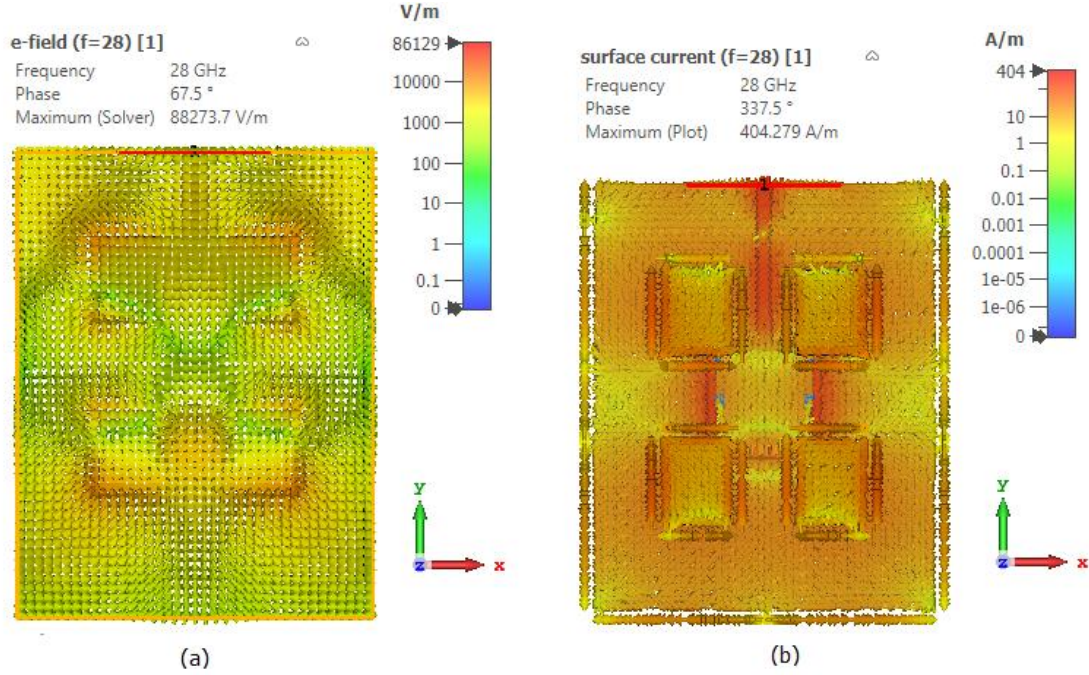 e-field (f=28) [1]
Frequency 28 GHz
Phase 67.5 °
Maximum (Solver) 88273.7 V/m
V/m
86129
10000
1000
100
10
1
0.1
0
y
z
x
(a)
surface current (f=28) [1]
Frequency 28 GHz
Phase 337.5 °
Maximum (Plot) 404.279 A/m
1
A/m
404
10
1
0.1
0.01
0.001
0.0001
1e-05
1e-06
0
y
z
x
(b)